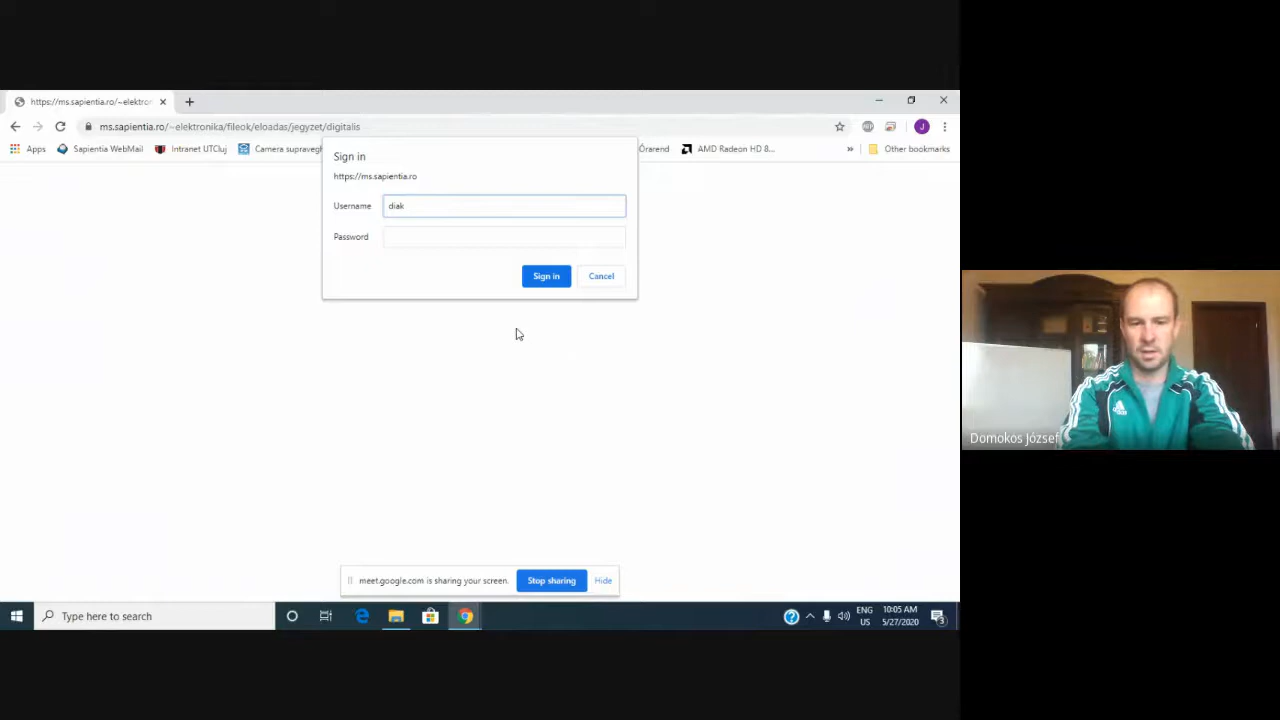 https://ms.sapientia.ro/~elektror
ms.sapientia.ro/~elektronika/fileok/eloadas/jegyzet/digitalis
Apps Sapientia WebMail Intranet UTCluj Camera supravegh Órarend AMD Radeon HD 8... » Other bookmarks
J
Sign in
https://ms.sapientia.ro
Username diak
Password
Sign in Cancel
Domokos József
meet.google.com is sharing your screen. Stop sharing Hide
Type here to search
ENG 10:05 AM
US 5/27/2020
3